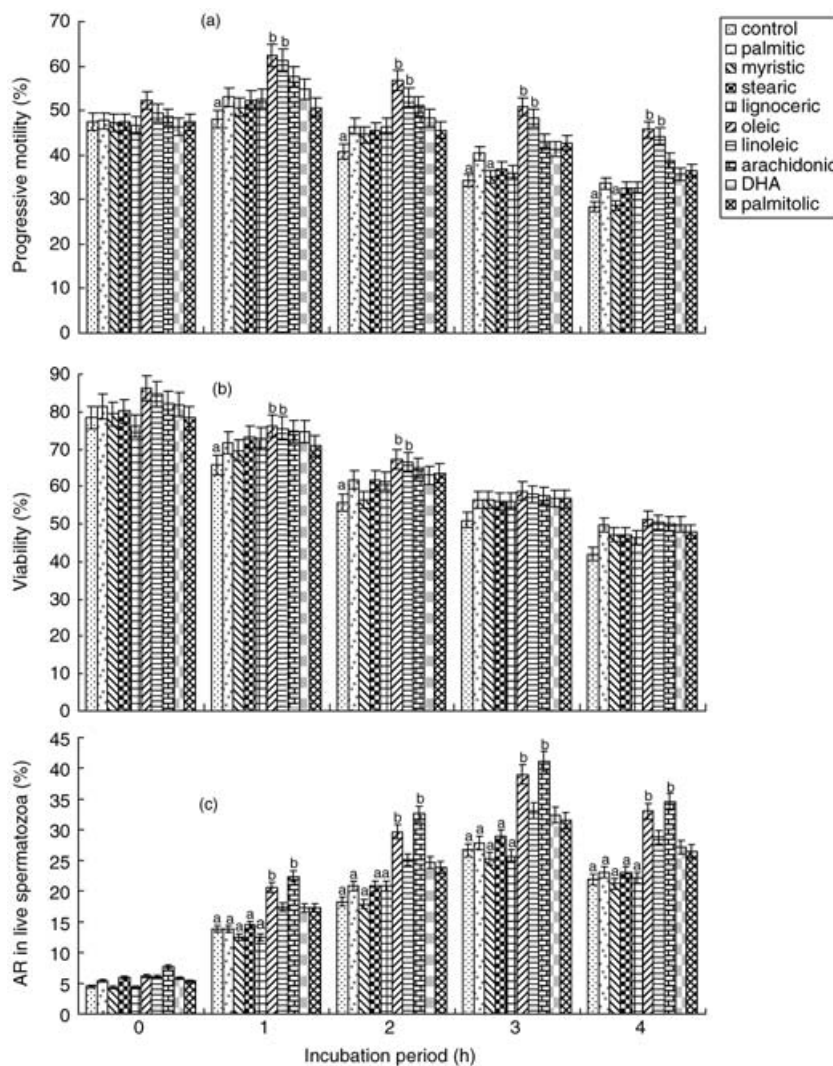 (a)
Progressive motility (%)
70
60
50
40
30
20
10
0
a
b
b
a
b
b
a
a
b
b
a
a
b
b
control
palmitic
myristic
stearic
lignoceric
oleic
linoleic
arachidonic
DHA
palmitolic
(b)
Viability (%)
90
80
70
60
50
40
30
20
10
0
a
b
b
a
b
b
(c)
AR in live spermatozoa (%)
45
40
35
30
25
20
15
10
5
0
a
a
a
a
a
b
b
a
a
a
a
a
b
b
a
a
a
a
a
b
b
a
a
a
a
a
b
b
0 1 2 3 4
Incubation period (h)